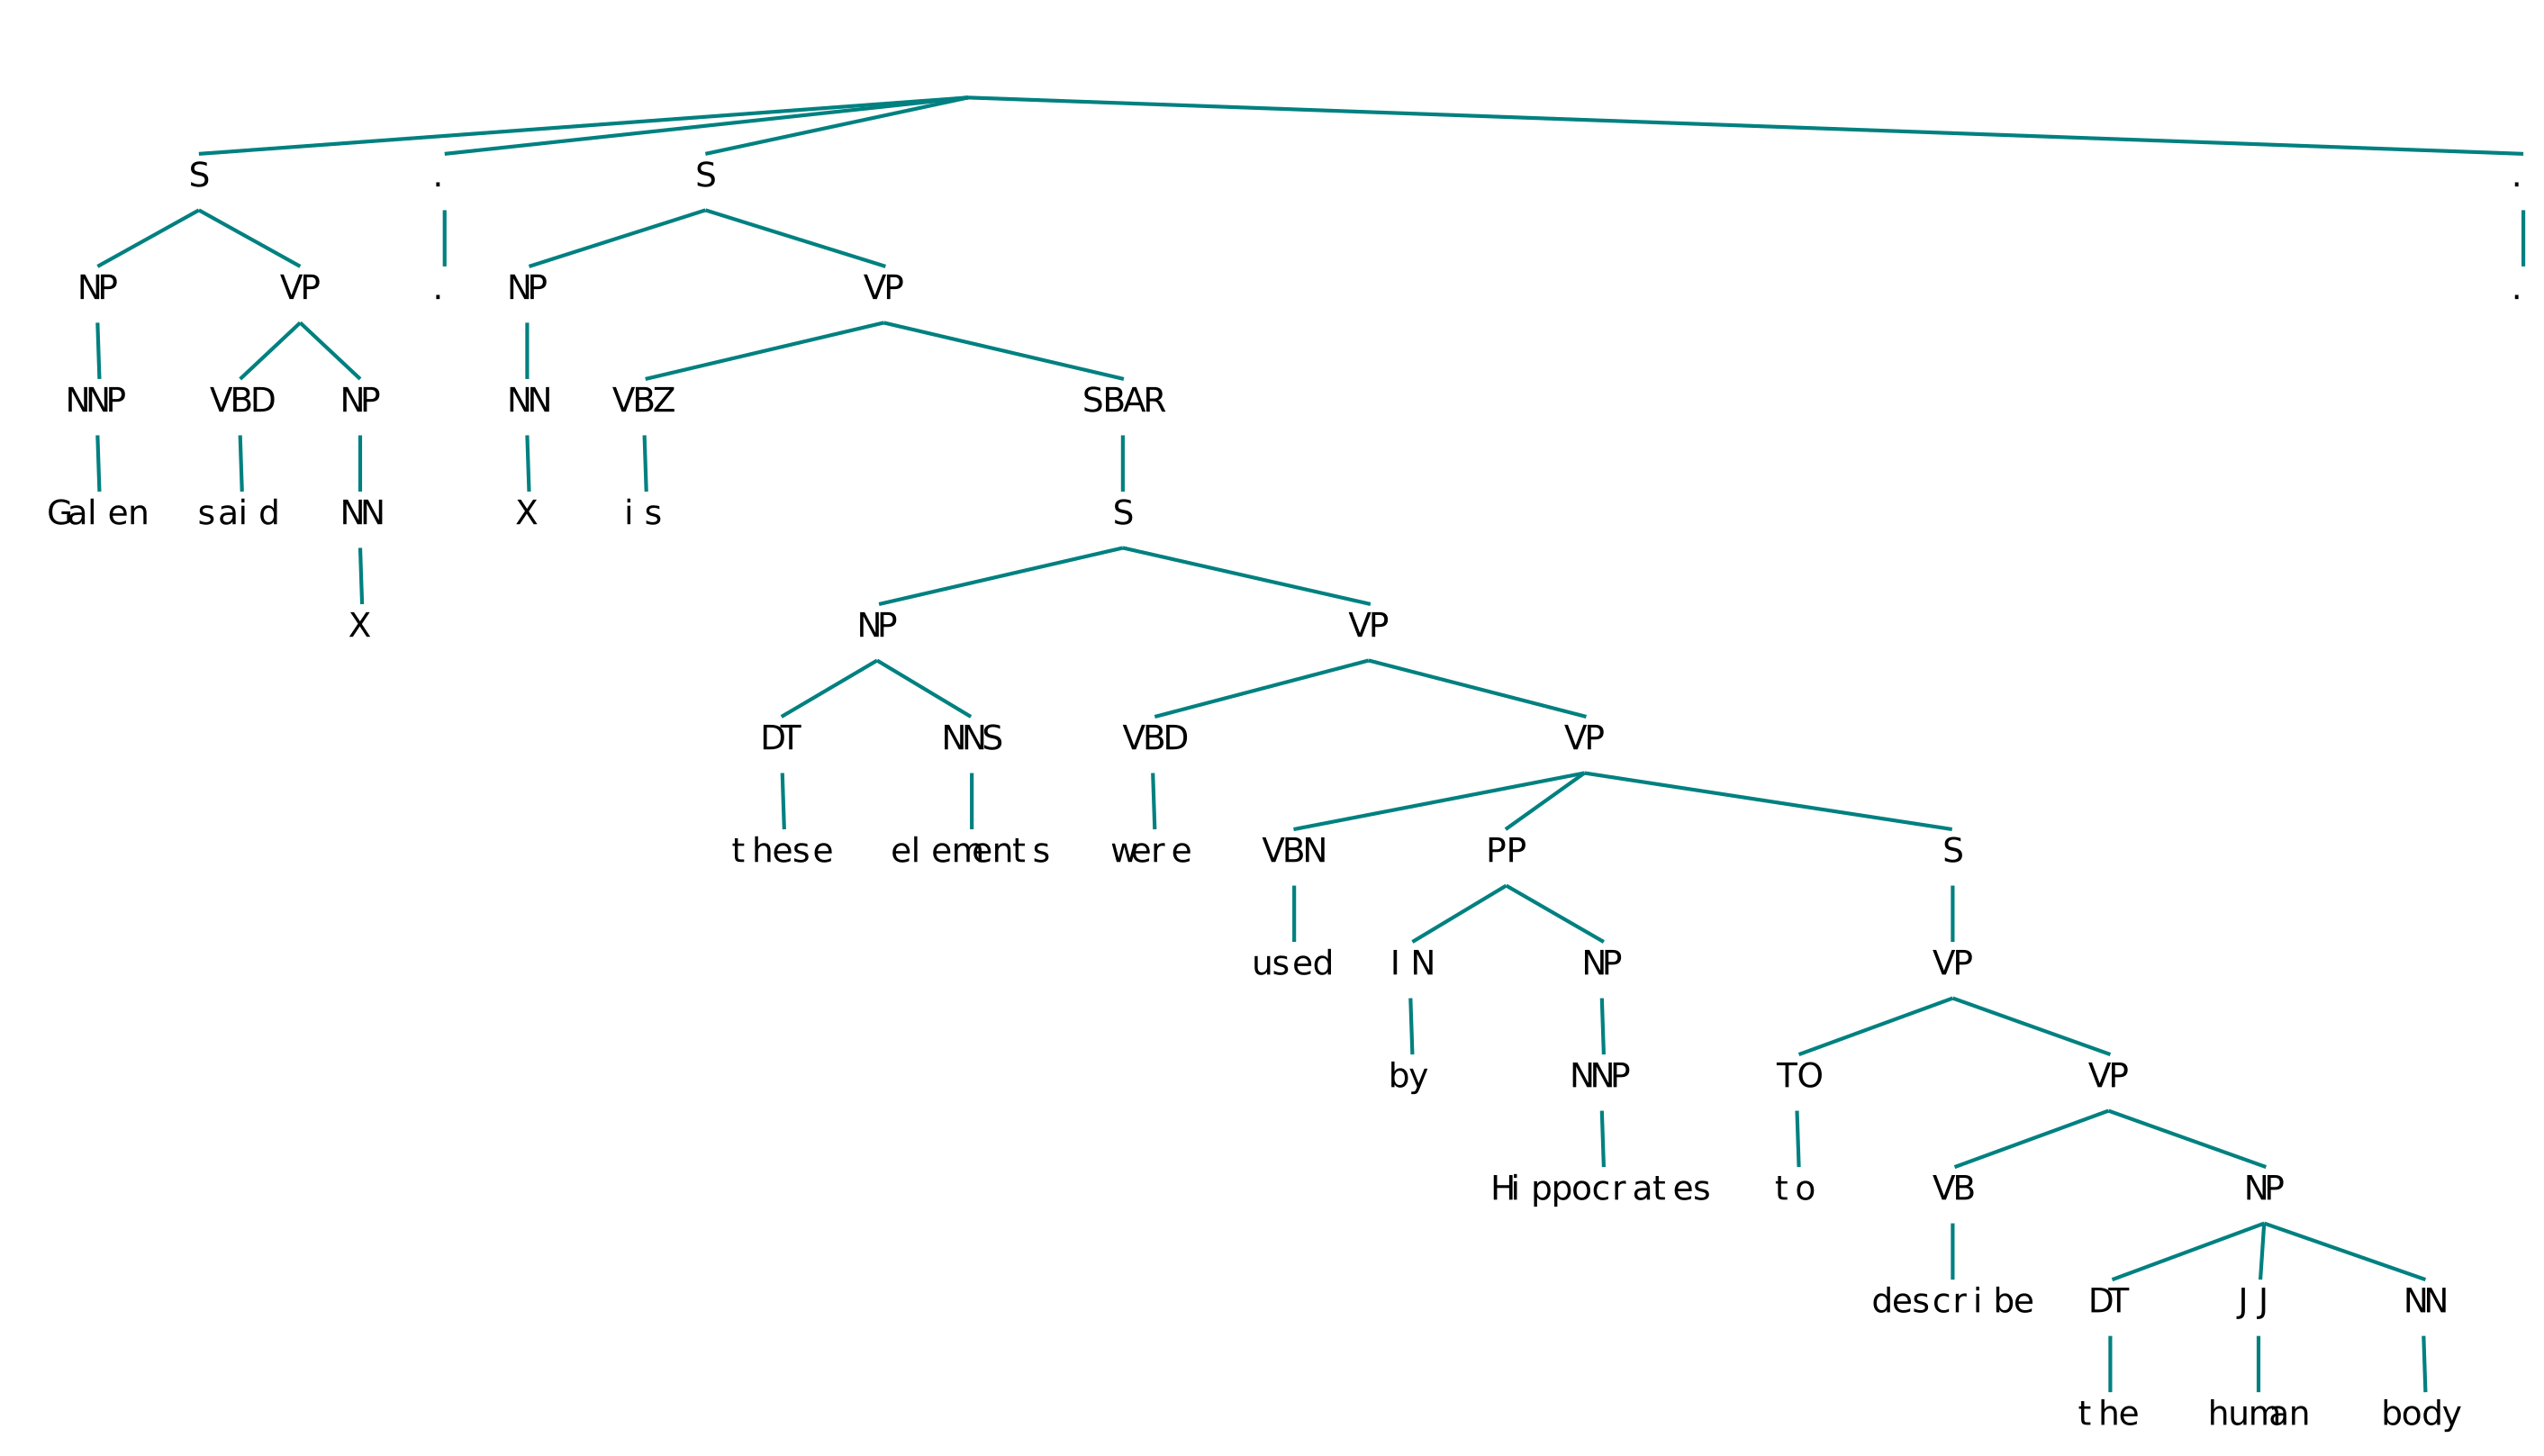 S . S .
NP VP . NP VP .
NNP VBD NP NN VBZ SBAR
Galen said NN X is S
X NP VP
DT NNS VBD VP
these elements were VBN PP S
used IN NP VP
by NNP TO VP
Hippocrates to VB NP
describe DT JJ NN
the human body